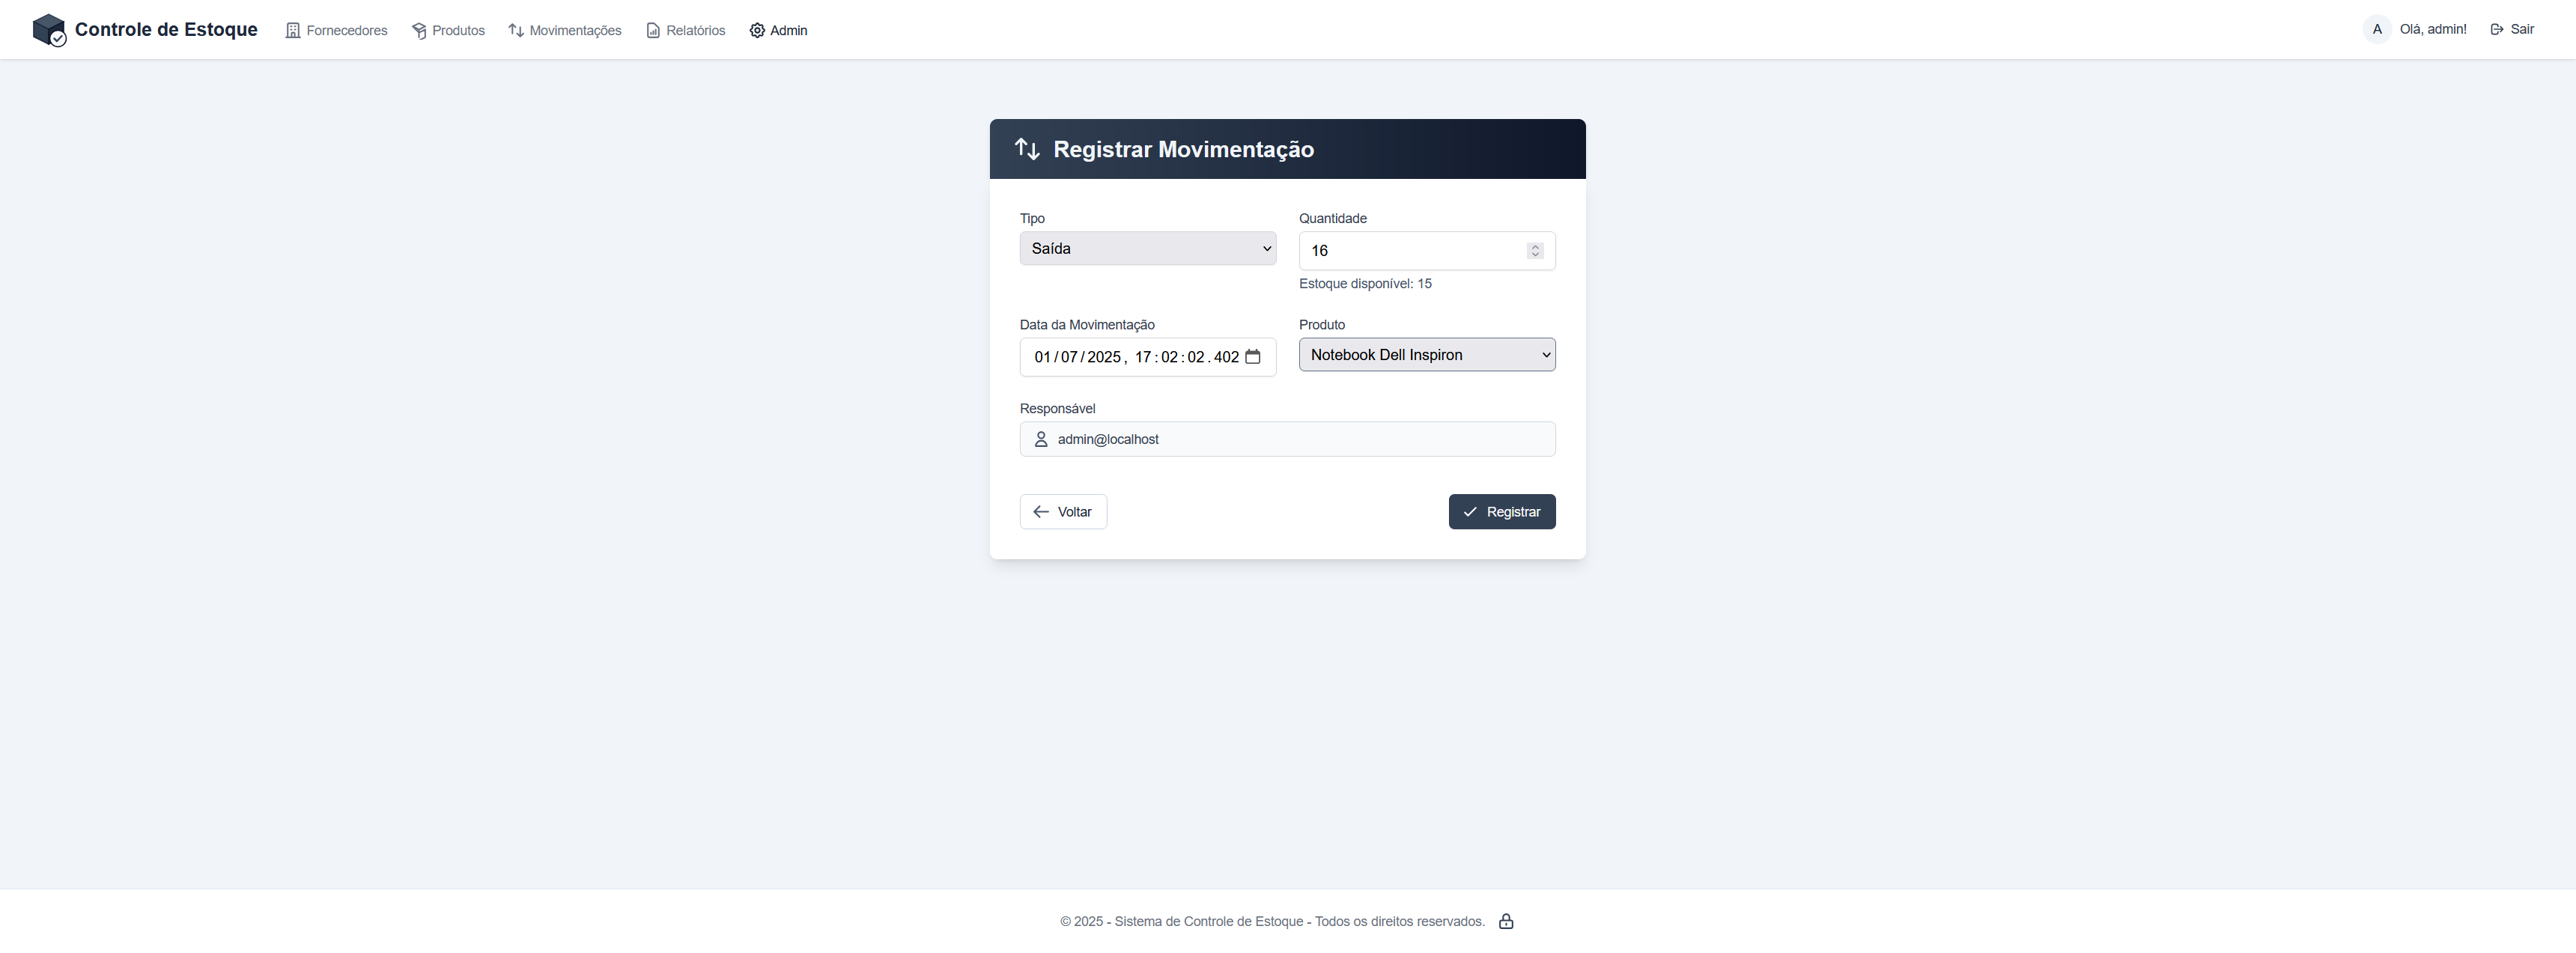 Controle de Estoque Fornecedores Produtos Movimentações Relatórios Admin A Olá, admin! Sair
Registrar Movimentação
Tipo
Saída
Quantidade
16
Estoque disponível: 15
Data da Movimentação
01/07/2025, 17:02:02.402
Produto
Notebook Dell Inspiron
Responsável
admin@localhost
Voltar
Registrar
© 2025 - Sistema de Controle de Estoque - Todos os direitos reservados.